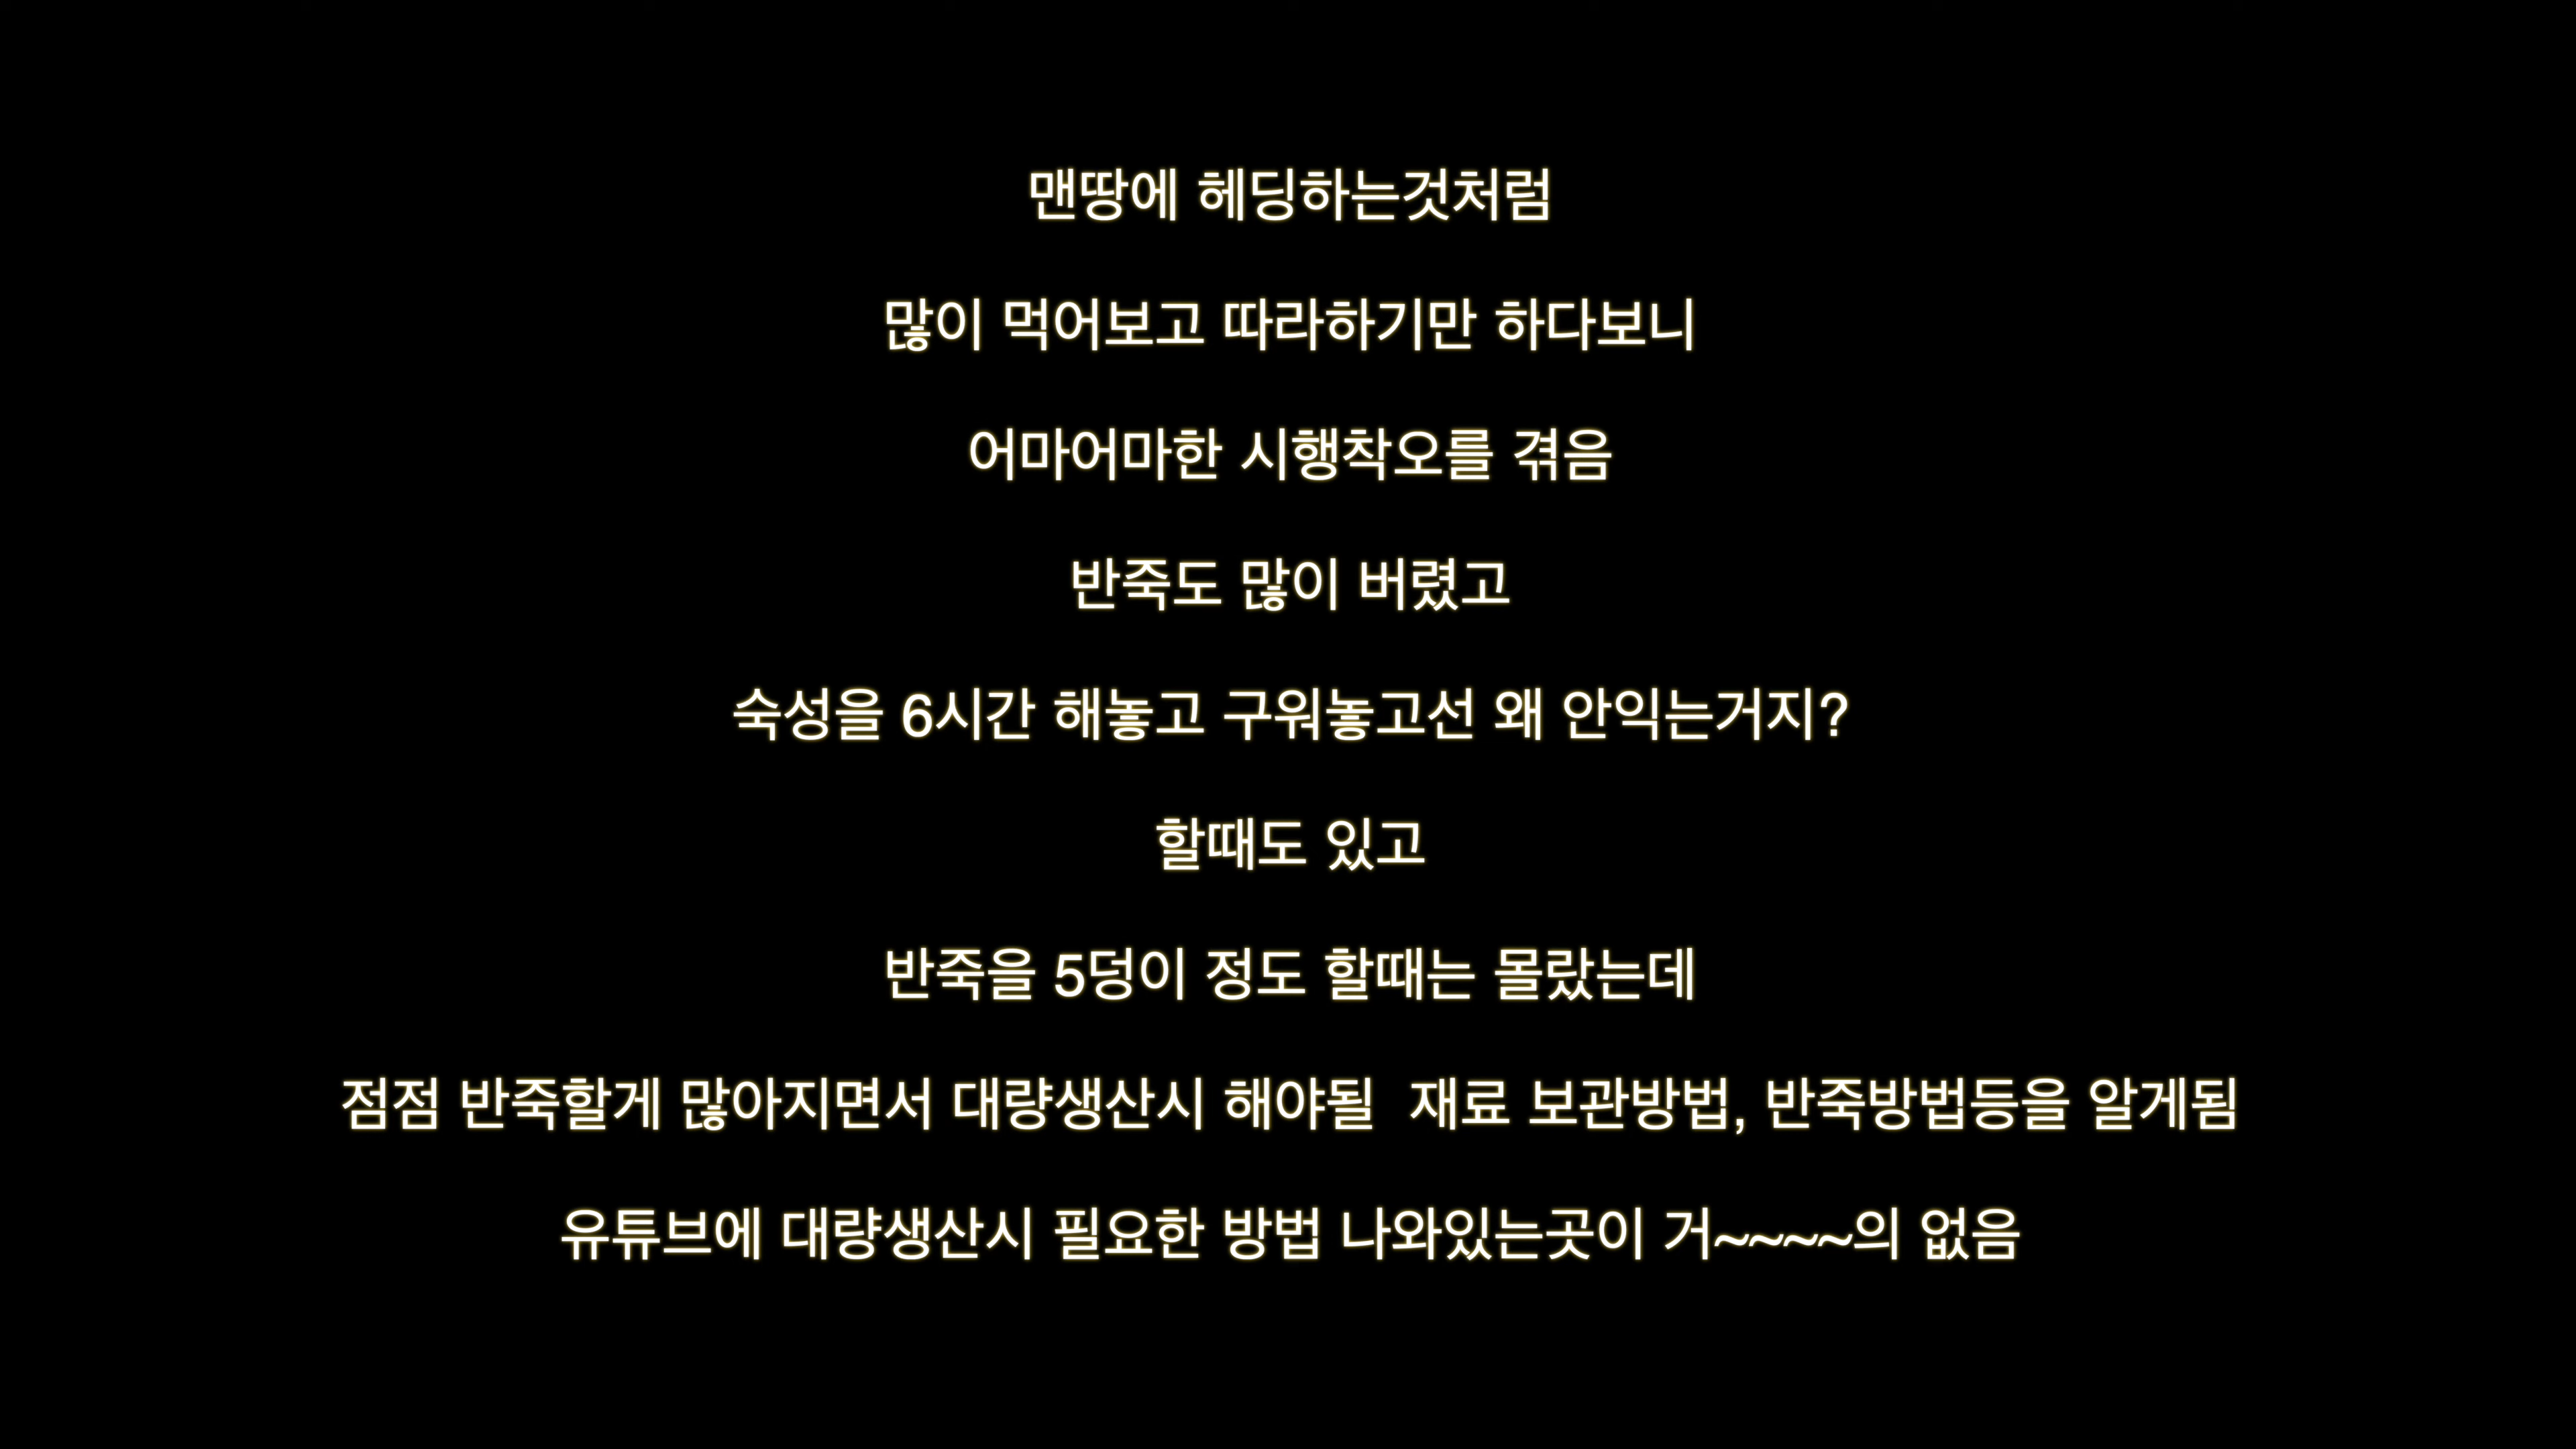 맨땅에 헤딩하는것처럼
많이 먹어보고 따라하기만 하다보니
어마어마한 시행착오를 겪음
반죽도 많이 버렸고
숙성을 6시간 해놓고 구워놓고선 왜 안익는거지?
할때도 있고
반죽을 5덩이 정도 할때는 몰랐는데
점점 반죽할게 많아지면서 대량생산시 해야될  재료 보관방법, 반죽방법등을 알게됨
유튜브에 대량생산시 필요한 방법 나와있는곳이 거~~~~의 없음